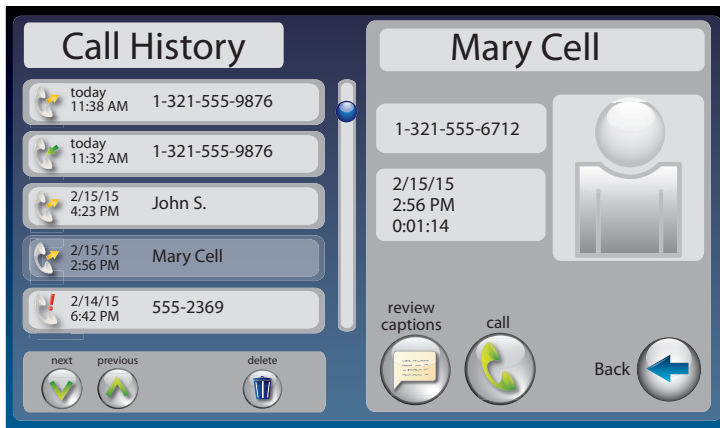 Call History
today
11:38 AM
1-321-555-9876
today
11:32 AM
1-321-555-9876
2/15/15
4:23 PM
John S.
2/15/15
2:56 PM
Mary Cell
2/14/15
6:42 PM
555-2369
next
previous
delete
Mary Cell
1-321-555-6712
2/15/15
2:56 PM
0:01:14
review
captions
call
Back